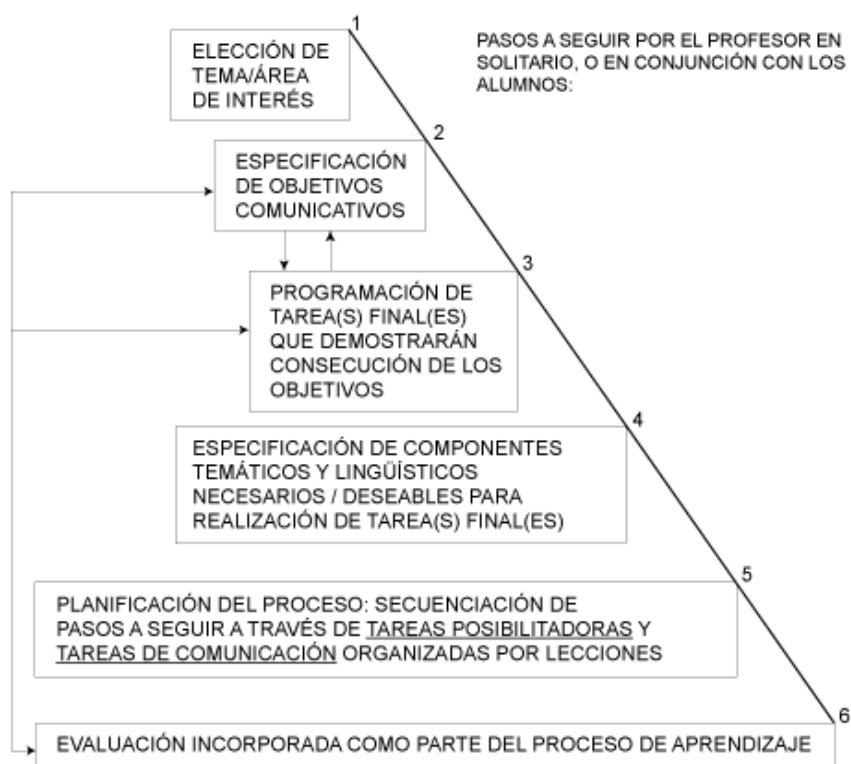 1
ELECCIÓN DE
TEMA/ÁREA
DE INTERÉS
PASOS A SEGUIR POR EL PROFESOR EN
SOLITARIO, O EN CONJUNCIÓN CON LOS
ALUMNOS:
2
ESPECIFICACIÓN
DE OBJETIVOS
COMUNICATIVOS
3
PROGRAMACIÓN DE
TAREA(S) FINAL(ES)
QUE DEMOSTRARÁN
CONSECUCIÓN DE LOS
OBJETIVOS
4
ESPECIFICACIÓN DE COMPONENTES
TEMÁTICOS Y LINGÜÍSTICOS
NECESARIOS / DESEABLES PARA
REALIZACIÓN DE TAREA(S) FINAL(ES)
5
PLANIFICACIÓN DEL PROCESO: SECUENCIACIÓN DE
PASOS A SEGUIR A TRAVÉS DE TAREAS POSIBILITADORAS Y
TAREAS DE COMUNICACIÓN ORGANIZADAS POR LECCIONES
6
EVALUACIÓN INCORPORADA COMO PARTE DEL PROCESO DE APRENDIZAJE